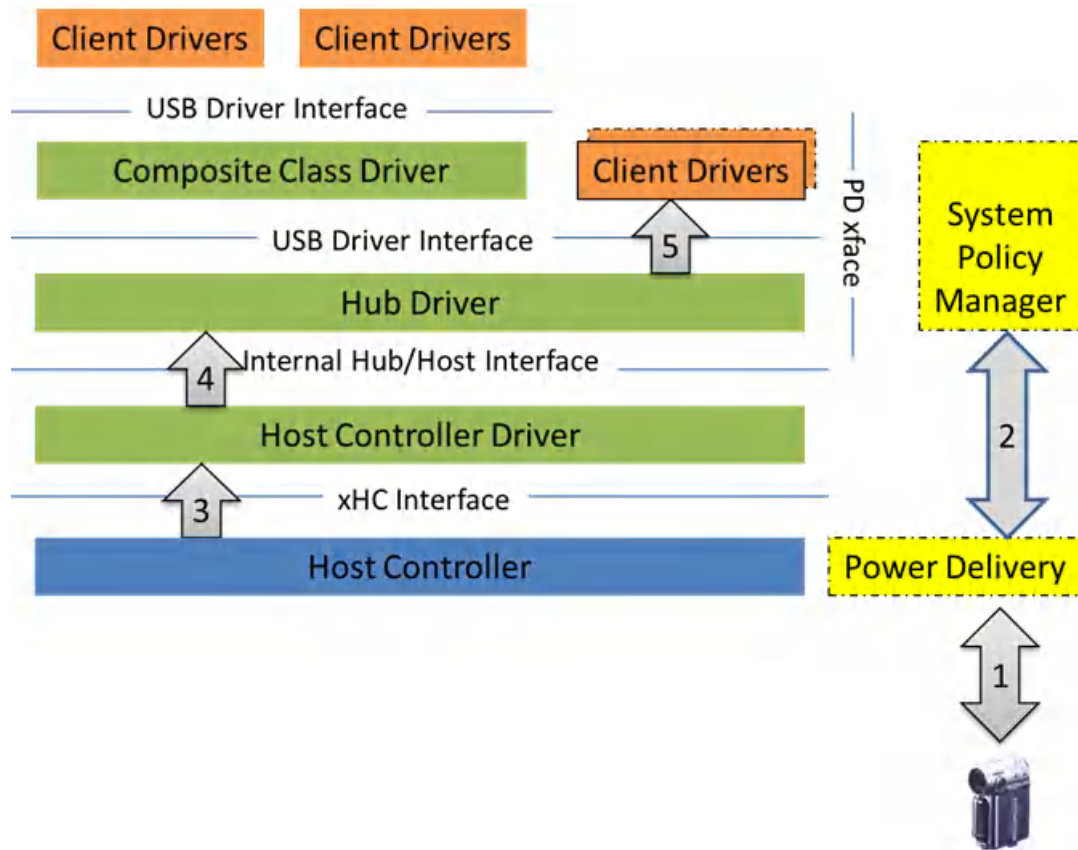 Client Drivers
Client Drivers
USB Driver Interface
Composite Class Driver
Client Drivers
PD xface
System
Policy
Manager
USB Driver Interface
5
Hub Driver
4
Internal Hub/Host Interface
Host Controller Driver
2
3
xHC Interface
Host Controller
Power Delivery
1